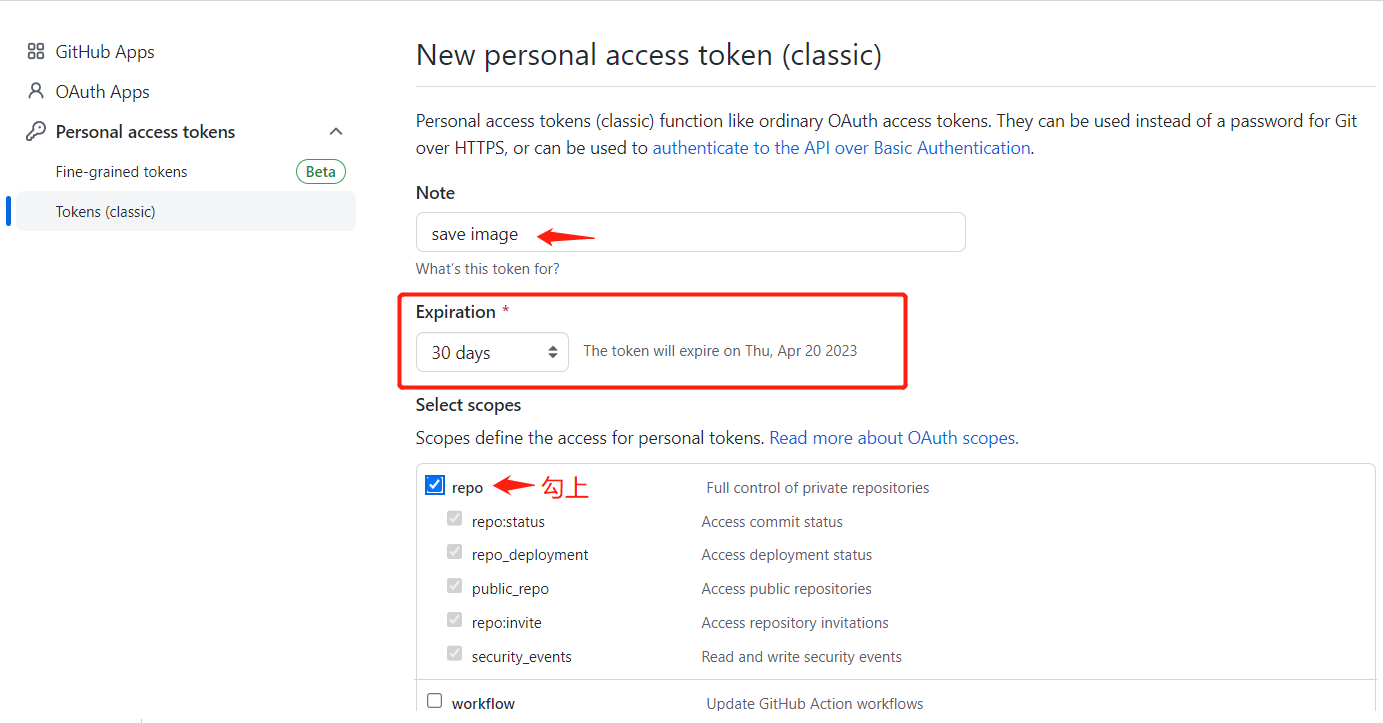 GitHub Apps
OAuth Apps
Personal access tokens
Fine-grained tokens
Beta
Tokens (classic)
New personal access token (classic)
Personal access tokens (classic) function like ordinary OAuth access tokens. They can be used instead of a password for Git
over HTTPS, or can be used to authenticate to the API over Basic Authentication.
Note
save image
What's this token for?
Expiration *
30 days
The token will expire on Thu, Apr 20 2023
Select scopes
Scopes define the access for personal tokens. Read more about OAuth scopes.
repo 勾上 Full control of private repositories
repo:status Access commit status
repo_deployment Access deployment status
public_repo Access public repositories
repo:invite Access repository invitations
security_events Read and write security events
workflow Update GitHub Action workflows